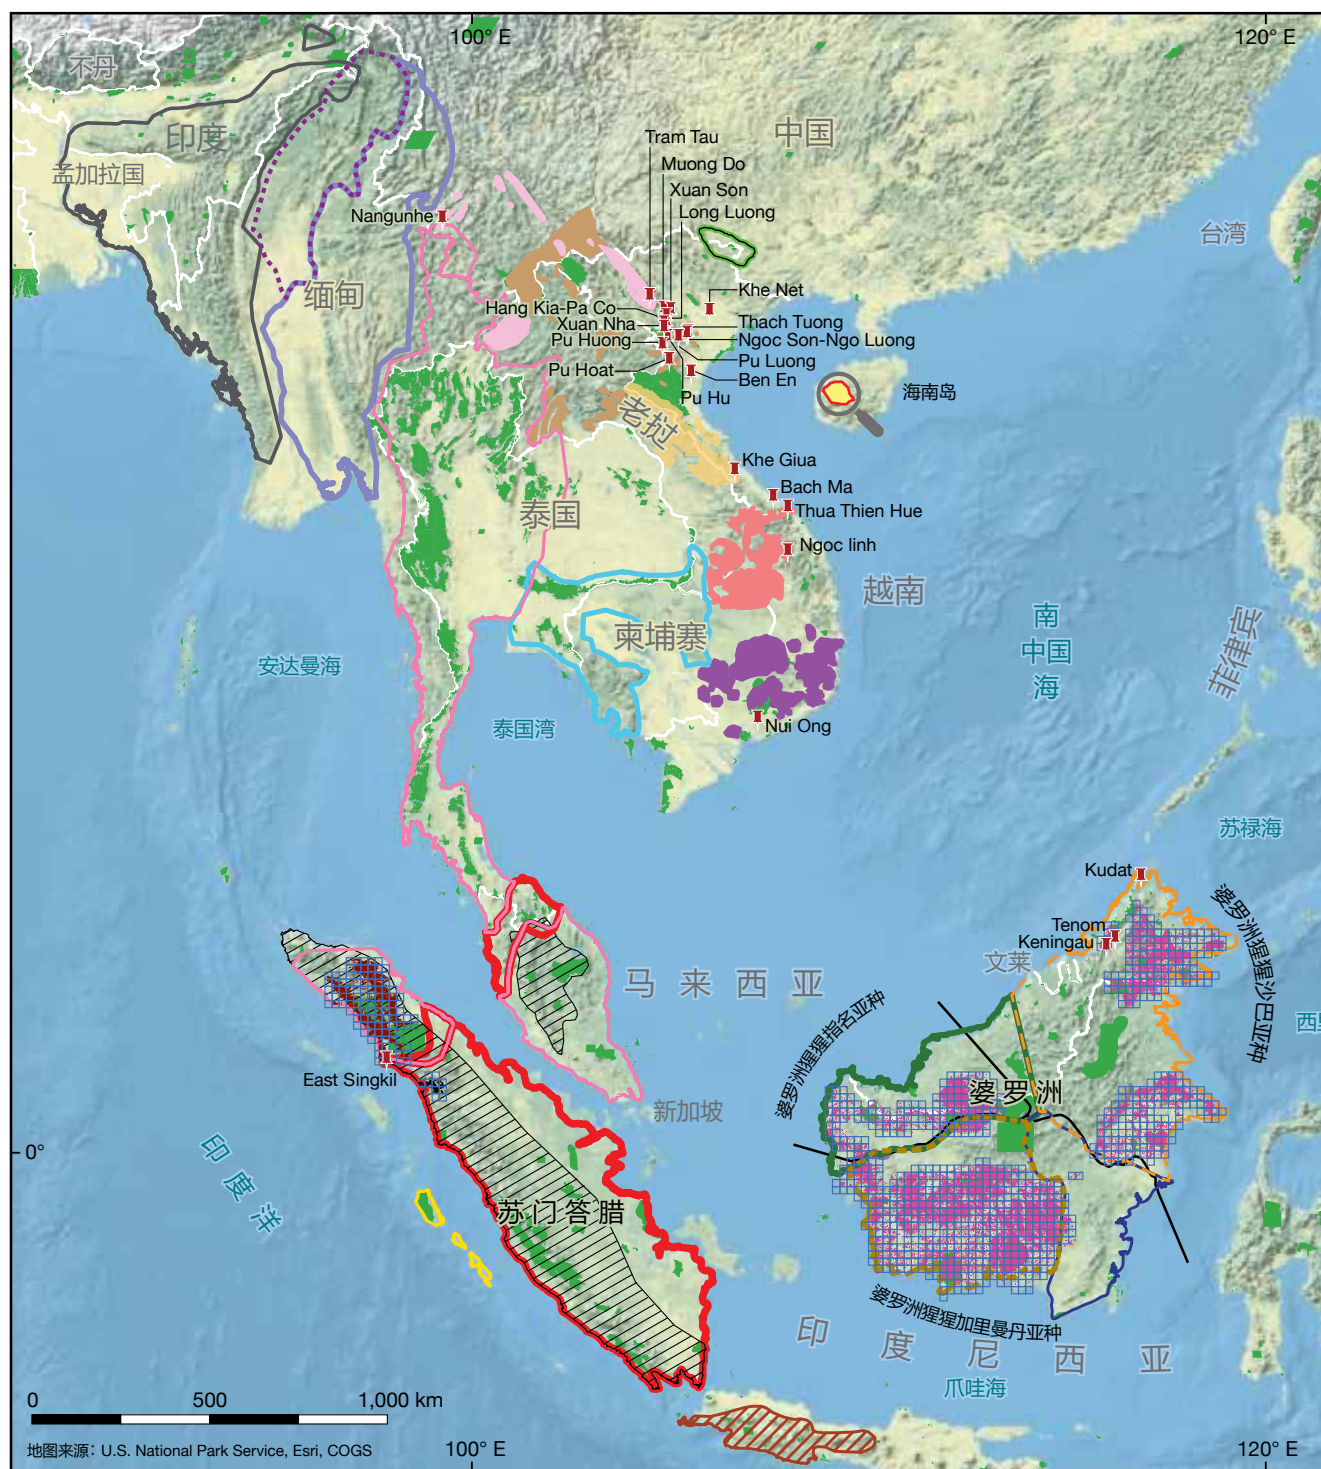 100° E
120° E
不丹
印度
孟加拉国
中国
Tram Tau
Muong Do
Xuan Son
Long Luong
Nangunhe
台湾
缅甸
Khe Net
Hang Kia-Pa Co
Xuan Nha
Thach Tuong
Pu Huong
Ngoc Son-Ngo Luong
Pu Luong
Pu Hoat
Ben En
Pu Hu
海南岛
老挝
Khe Giua
Bach Ma
Thua Thien Hue
泰国
Ngoc linh
越南
南
中国
海
柬埔寨
菲律宾
安达曼海
泰国湾
Nui Ong
苏禄海
Kudat
婆罗洲猩猩沙巴亚种
Tenom
Keningau
文莱
马来西亚
婆罗洲猩猩指名亚种
西里
East Singkil
婆罗洲
新加坡
0°
印度洋
苏门答腊
婆罗洲猩猩加里曼丹亚种
印度尼西亚
爪哇海
0 500 1,000 km
地图来源：U.S. National Park Service, Esri, COGS
100° E
120° E